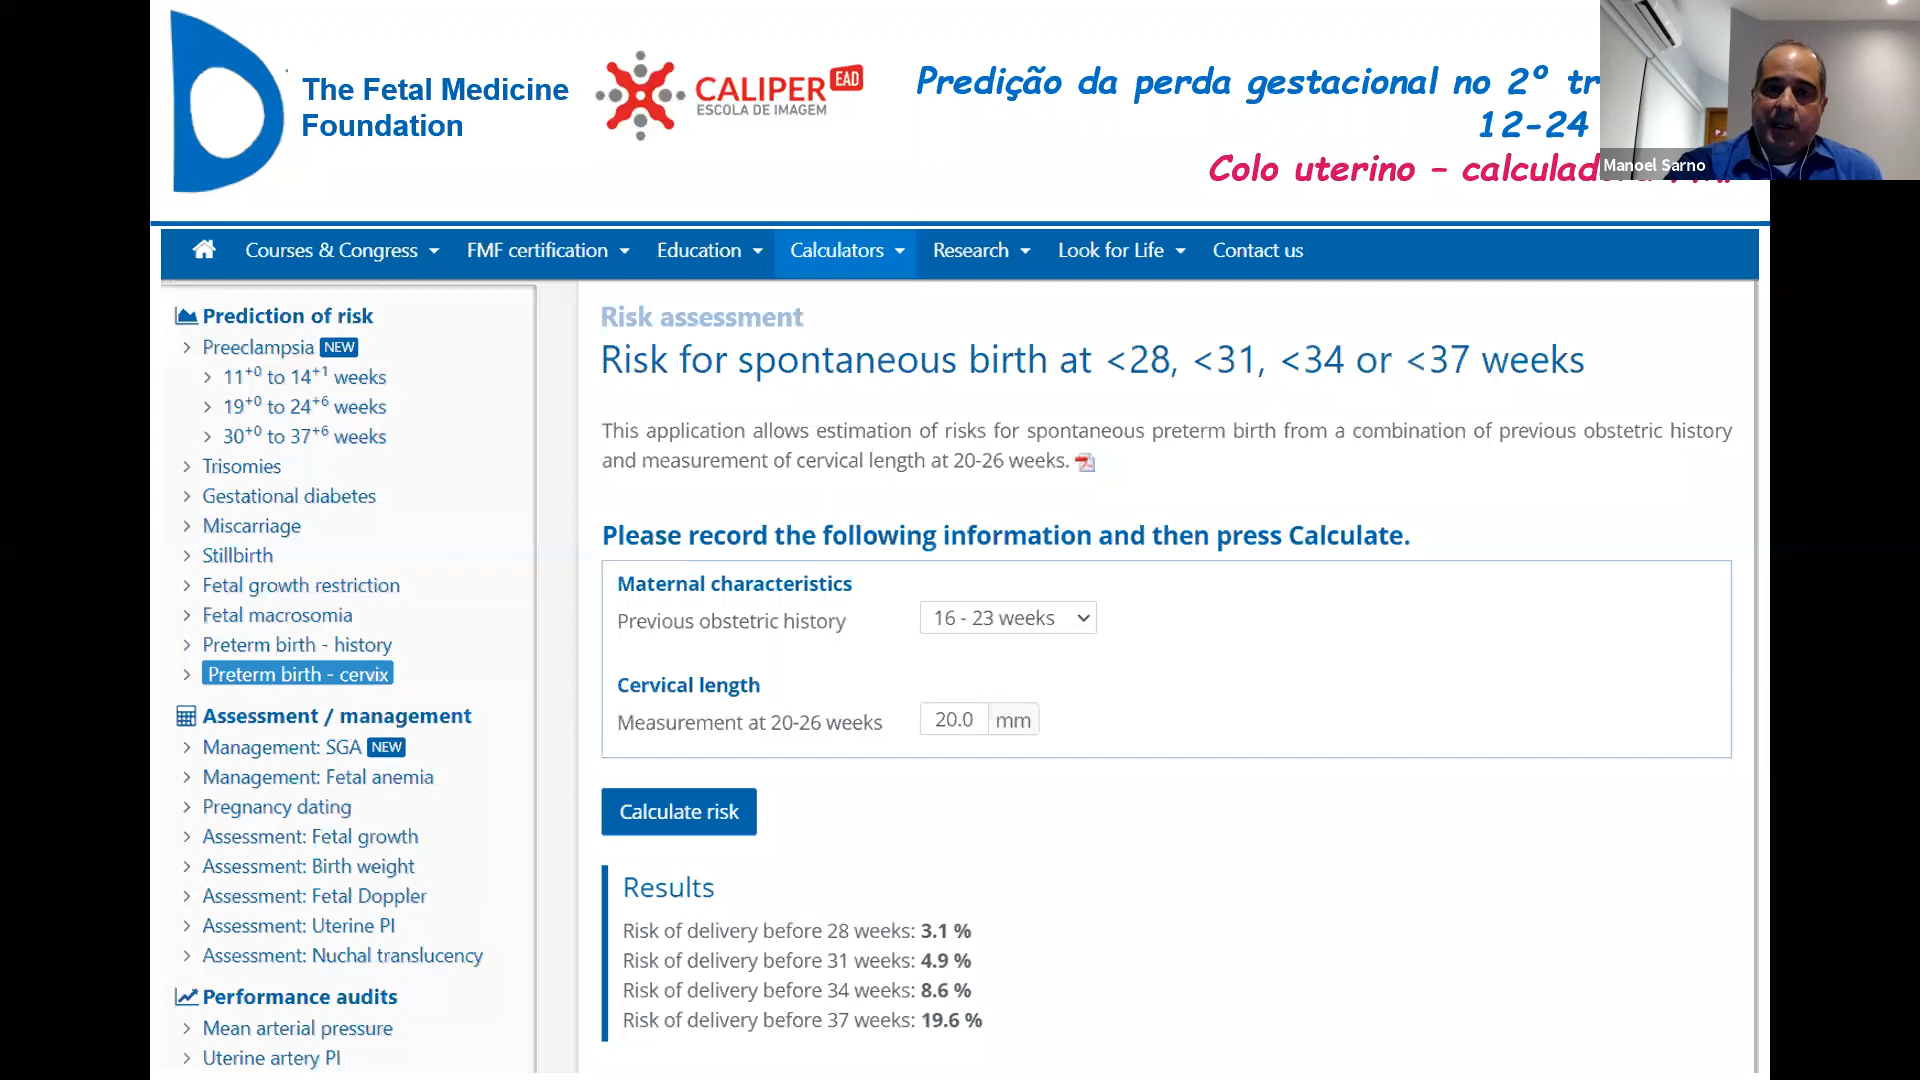 The Fetal Medicine
Foundation
CALIPER EAD
ESCOLA DE IMAGEM
Predição da perda gestacional no 2º tr
12-24
Colo uterino – calculad
Manoel Sarno
Courses & Congress
FMF certification
Education
Calculators
Research
Look for Life
Contact us
Prediction of risk
Preeclampsia NEW
11+0 to 14+1 weeks
19+0 to 24+6 weeks
30+0 to 37+6 weeks
Trisomies
Gestational diabetes
Miscarriage
Stillbirth
Fetal growth restriction
Fetal macrosomia
Preterm birth - history
Preterm birth - cervix
Assessment / management
Management: SGA NEW
Management: Fetal anemia
Pregnancy dating
Assessment: Fetal growth
Assessment: Birth weight
Assessment: Fetal Doppler
Assessment: Uterine PI
Assessment: Nuchal translucency
Performance audits
Mean arterial pressure
Uterine artery PI
Risk assessment
Risk for spontaneous birth at <28, <31, <34 or <37 weeks
This application allows estimation of risks for spontaneous preterm birth from a combination of previous obstetric history
and measurement of cervical length at 20-26 weeks.
Please record the following information and then press Calculate.
Maternal characteristics
Previous obstetric history 16 - 23 weeks
Cervical length
Measurement at 20-26 weeks 20.0 mm
Calculate risk
Results
Risk of delivery before 28 weeks: 3.1 %
Risk of delivery before 31 weeks: 4.9 %
Risk of delivery before 34 weeks: 8.6 %
Risk of delivery before 37 weeks: 19.6 %